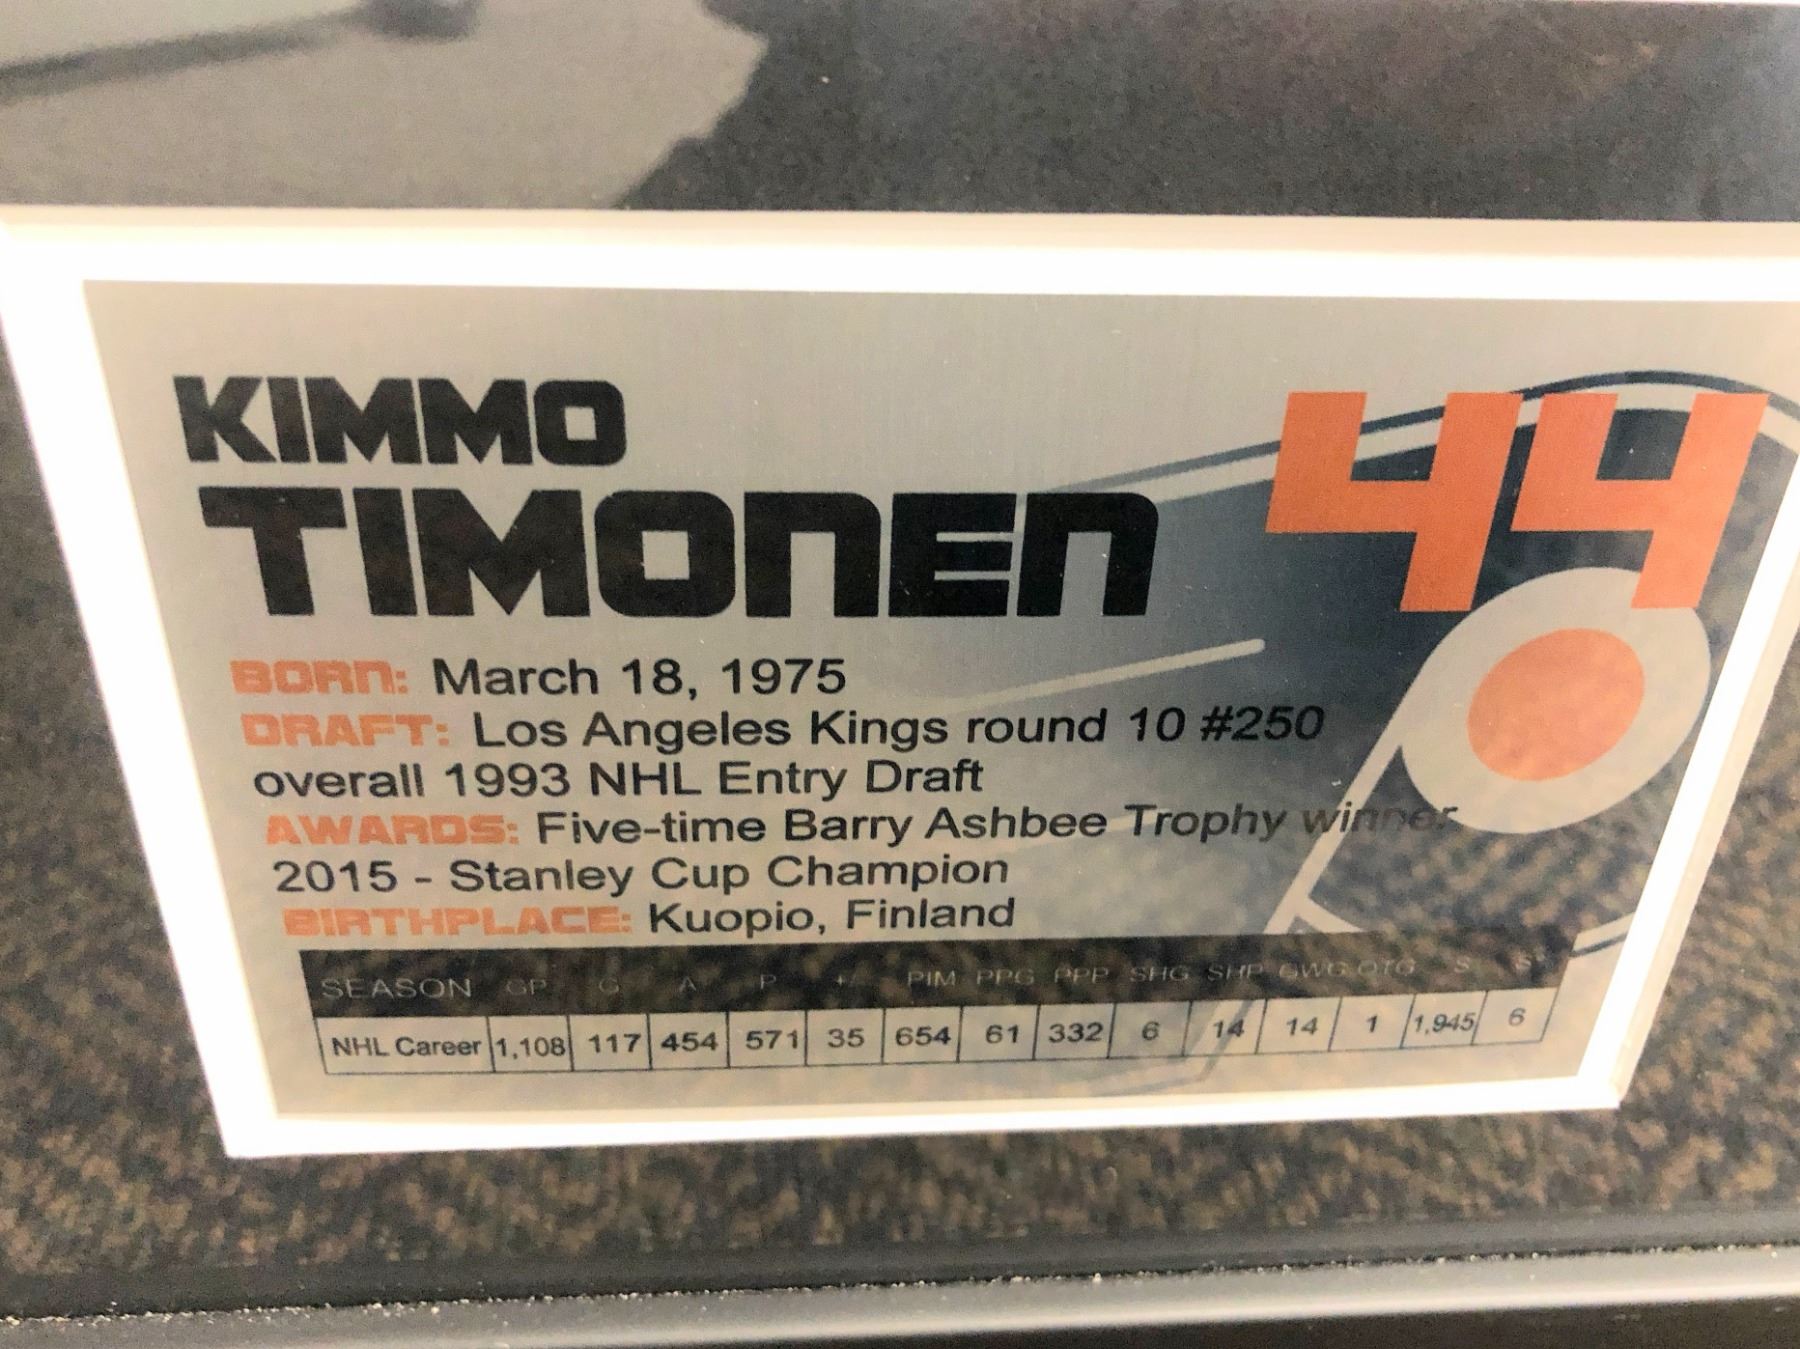 KIMMO
TIMONEN
44
BORN: March 18, 1975
DRAFT: Los Angeles Kings round 10 #250
overall 1993 NHL Entry Draft
AWARDS: Five-time Barry Ashbee Trophy winner
2015 - Stanley Cup Champion
BIRTHPLACE: Kuopio, Finland
SEASON GP G A P +/- PIM PPG PPP SHG SHP GWG OTG S
NHL Career 1,108 117 454 571 35 654 61 332 6 14 14 1 1,945 6